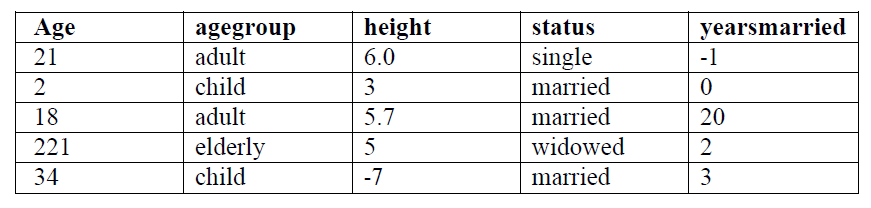 Age agegroup height status yearsmarried
21 adult 6.0 single -1
2 child 3 married 0
18 adult 5.7 married 20
221 elderly 5 widowed 2
34 child -7 married 3